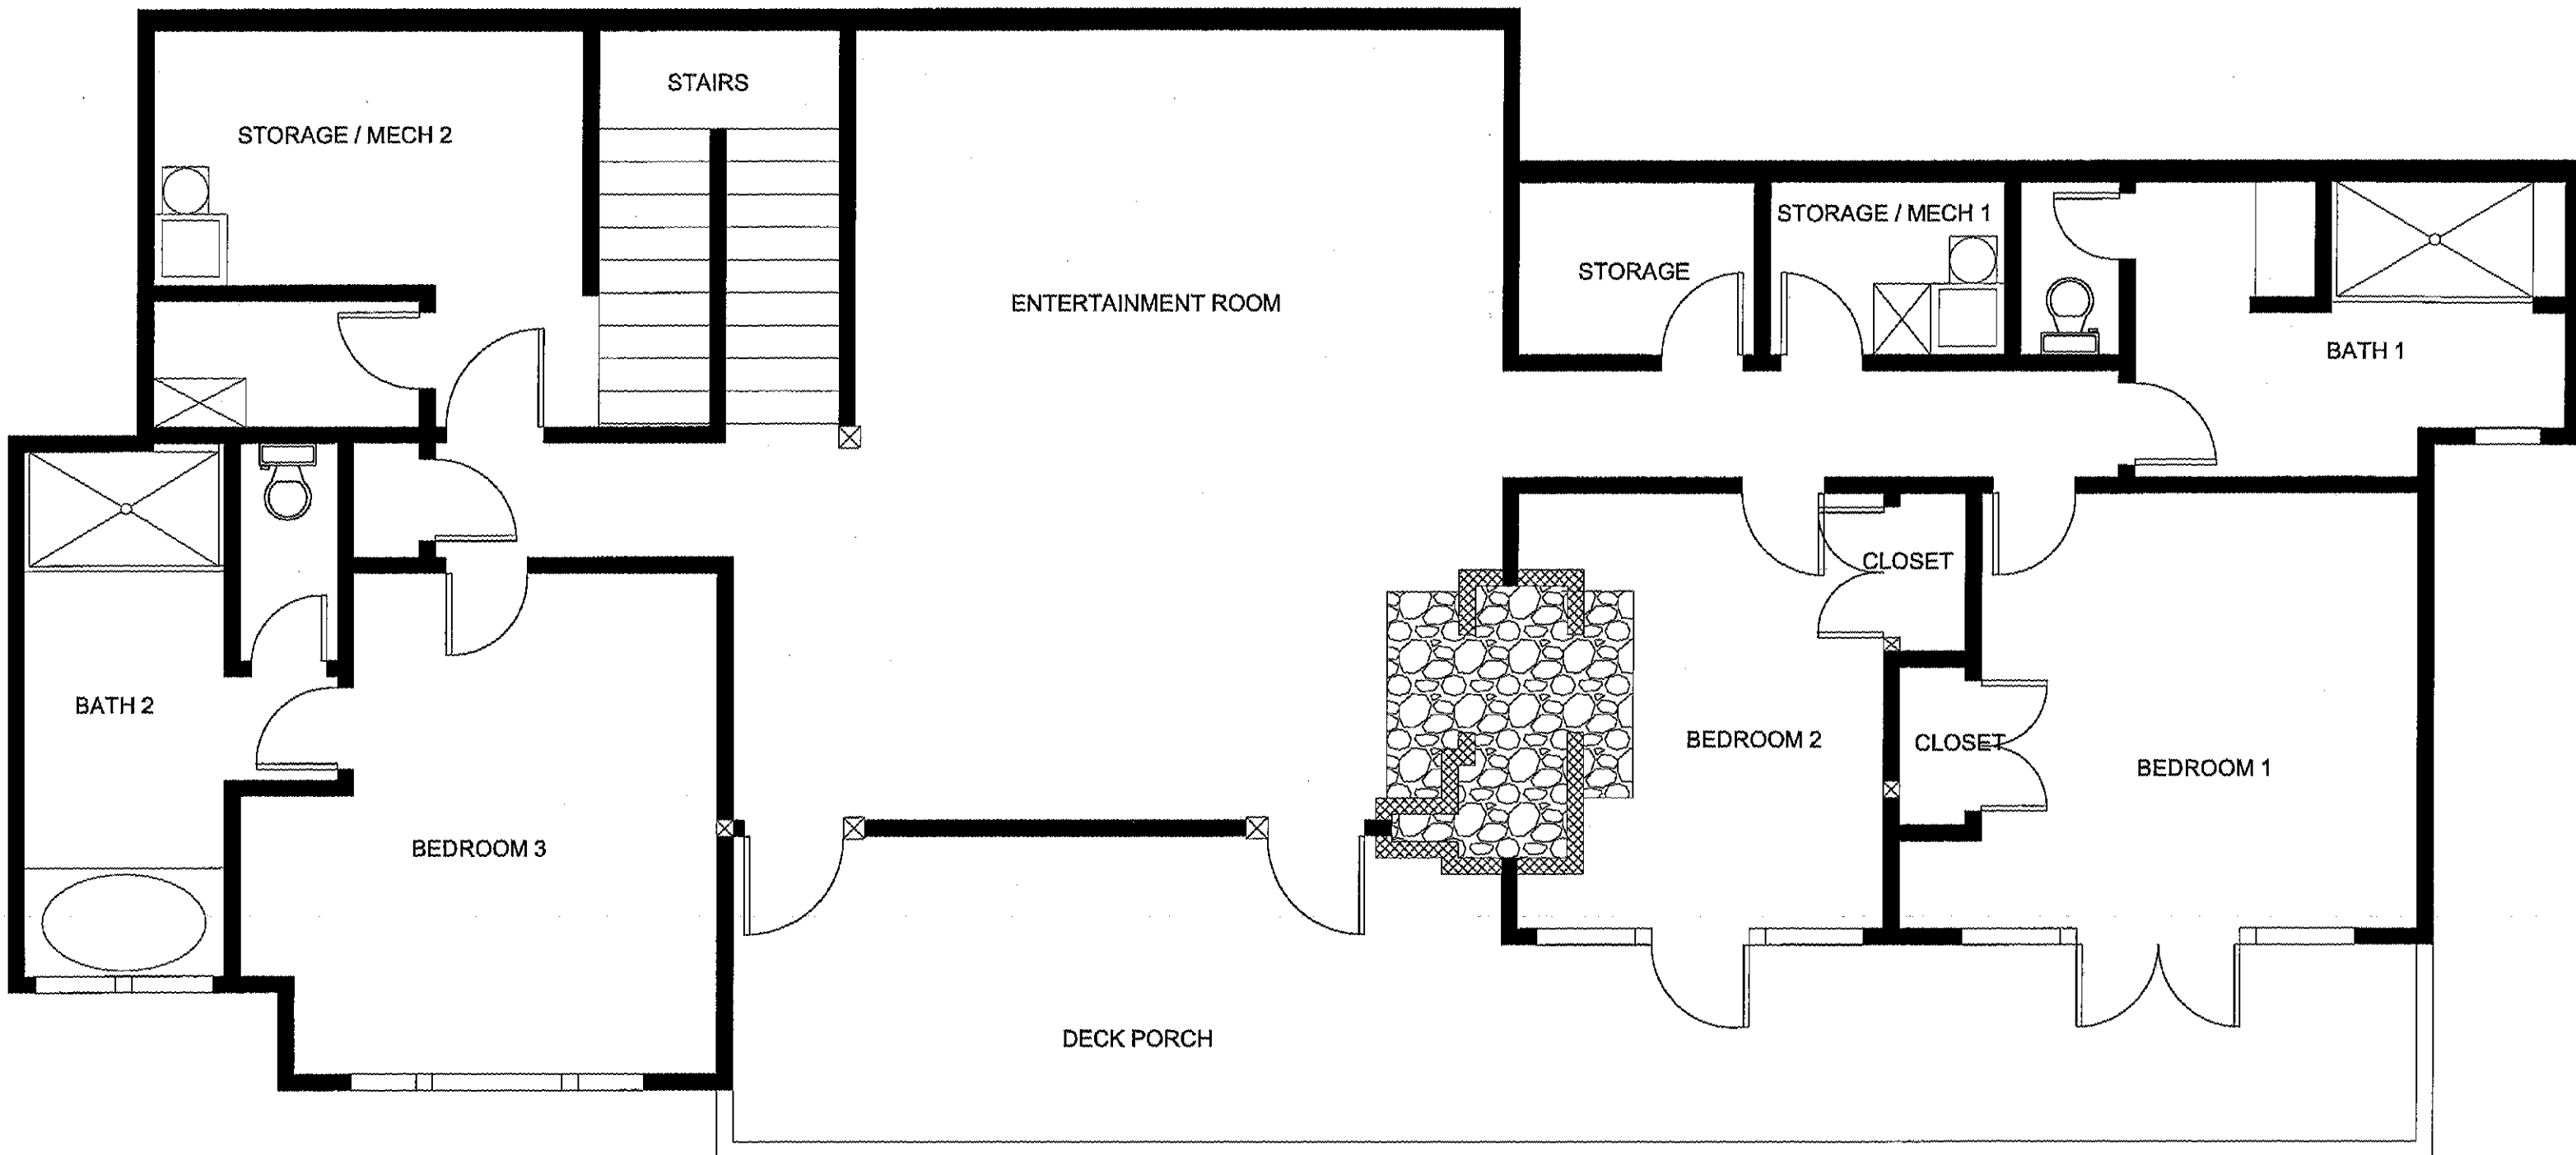 STAIRS
STORAGE / MECH 2
STORAGE / MECH 1
STORAGE
ENTERTAINMENT ROOM
BATH 1
CLOSET
BATH 2
BEDROOM 2
CLOSET
BEDROOM 1
BEDROOM 3
DECK PORCH